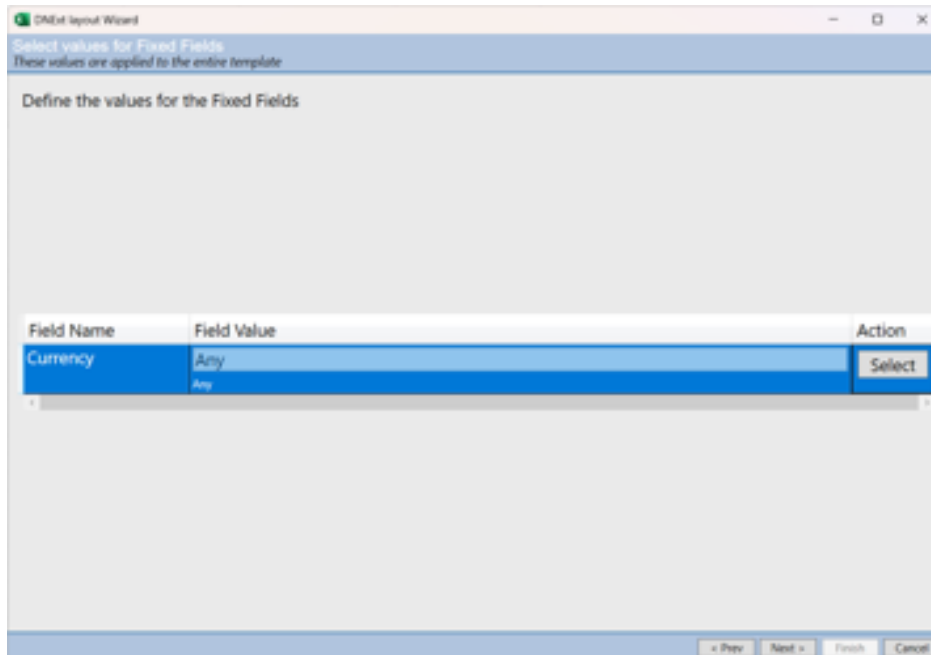 DNExt layout Wizard
Select values for Fixed Fields
These values are applied to the entire template
Define the values for the Fixed Fields
Field Name Field Value Action
Currency Any Select
Any
« Prev Next » Finish Cancel